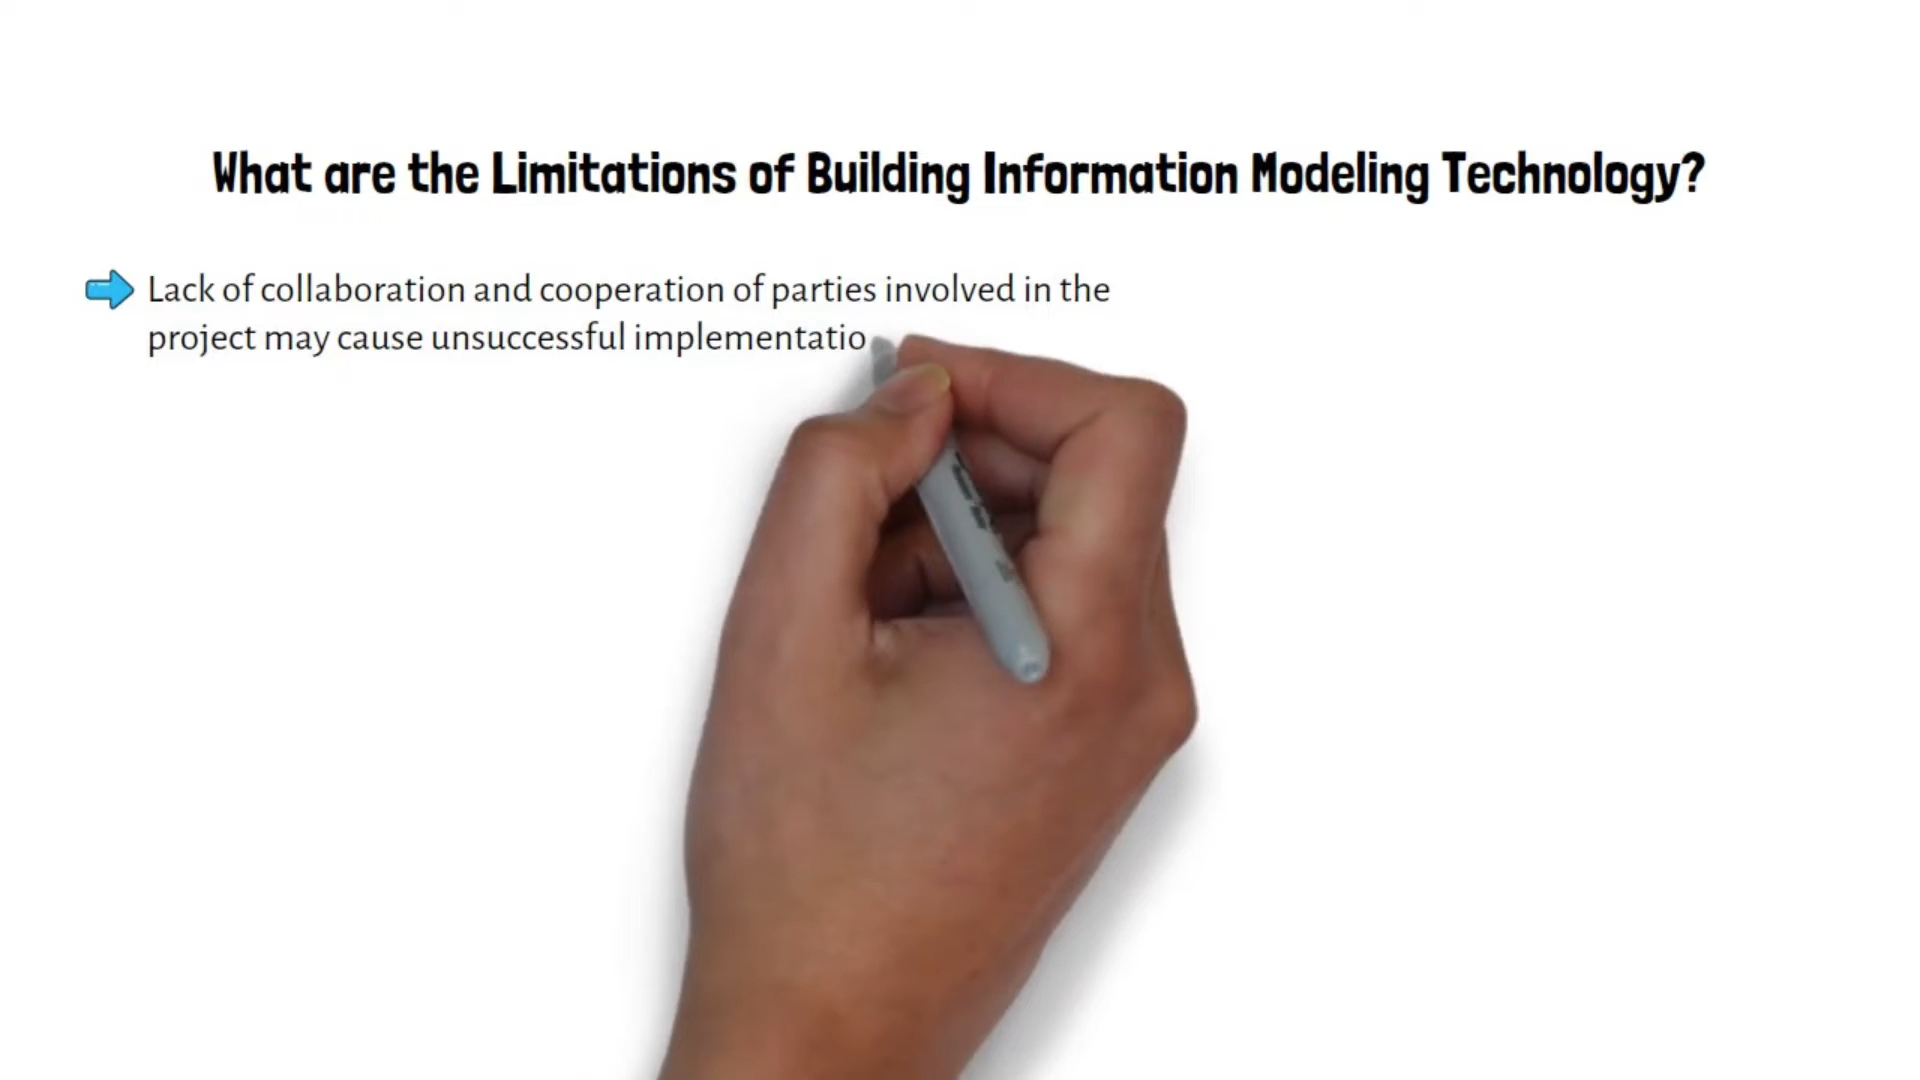 What are the Limitations of Building Information Modeling Technology?
Lack of collaboration and cooperation of parties involved in the
project may cause unsuccessful implementatio